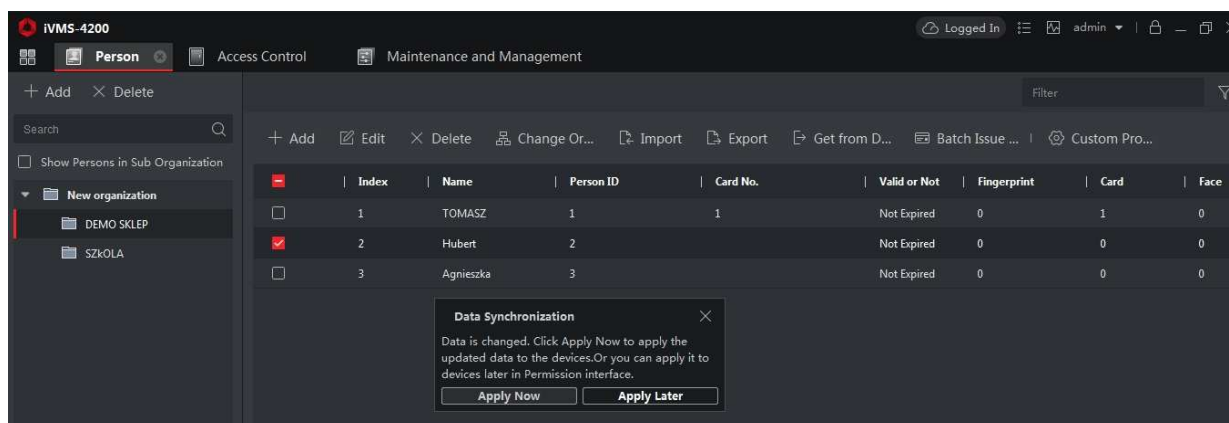 iVMS-4200
Logged In admin
Person Access Control Maintenance and Management
Add Delete
Filter
Search
Add Edit Delete Change Or... Import Export Get from D... Batch Issue ... Custom Pro...
Show Persons in Sub Organization
Index Name Person ID Card No. Valid or Not Fingerprint Card Face
New organization
1 TOMASZ 1 1 Not Expired 0 1 0
DEMO SKLEP
2 Hubert 2 Not Expired 0 0 0
SZkOLA
3 Agnieszka 3 Not Expired 0 0 0
Data Synchronization
Data is changed. Click Apply Now to apply the
updated data to the devices.Or you can apply it to
devices later in Permission interface.
Apply Now Apply Later